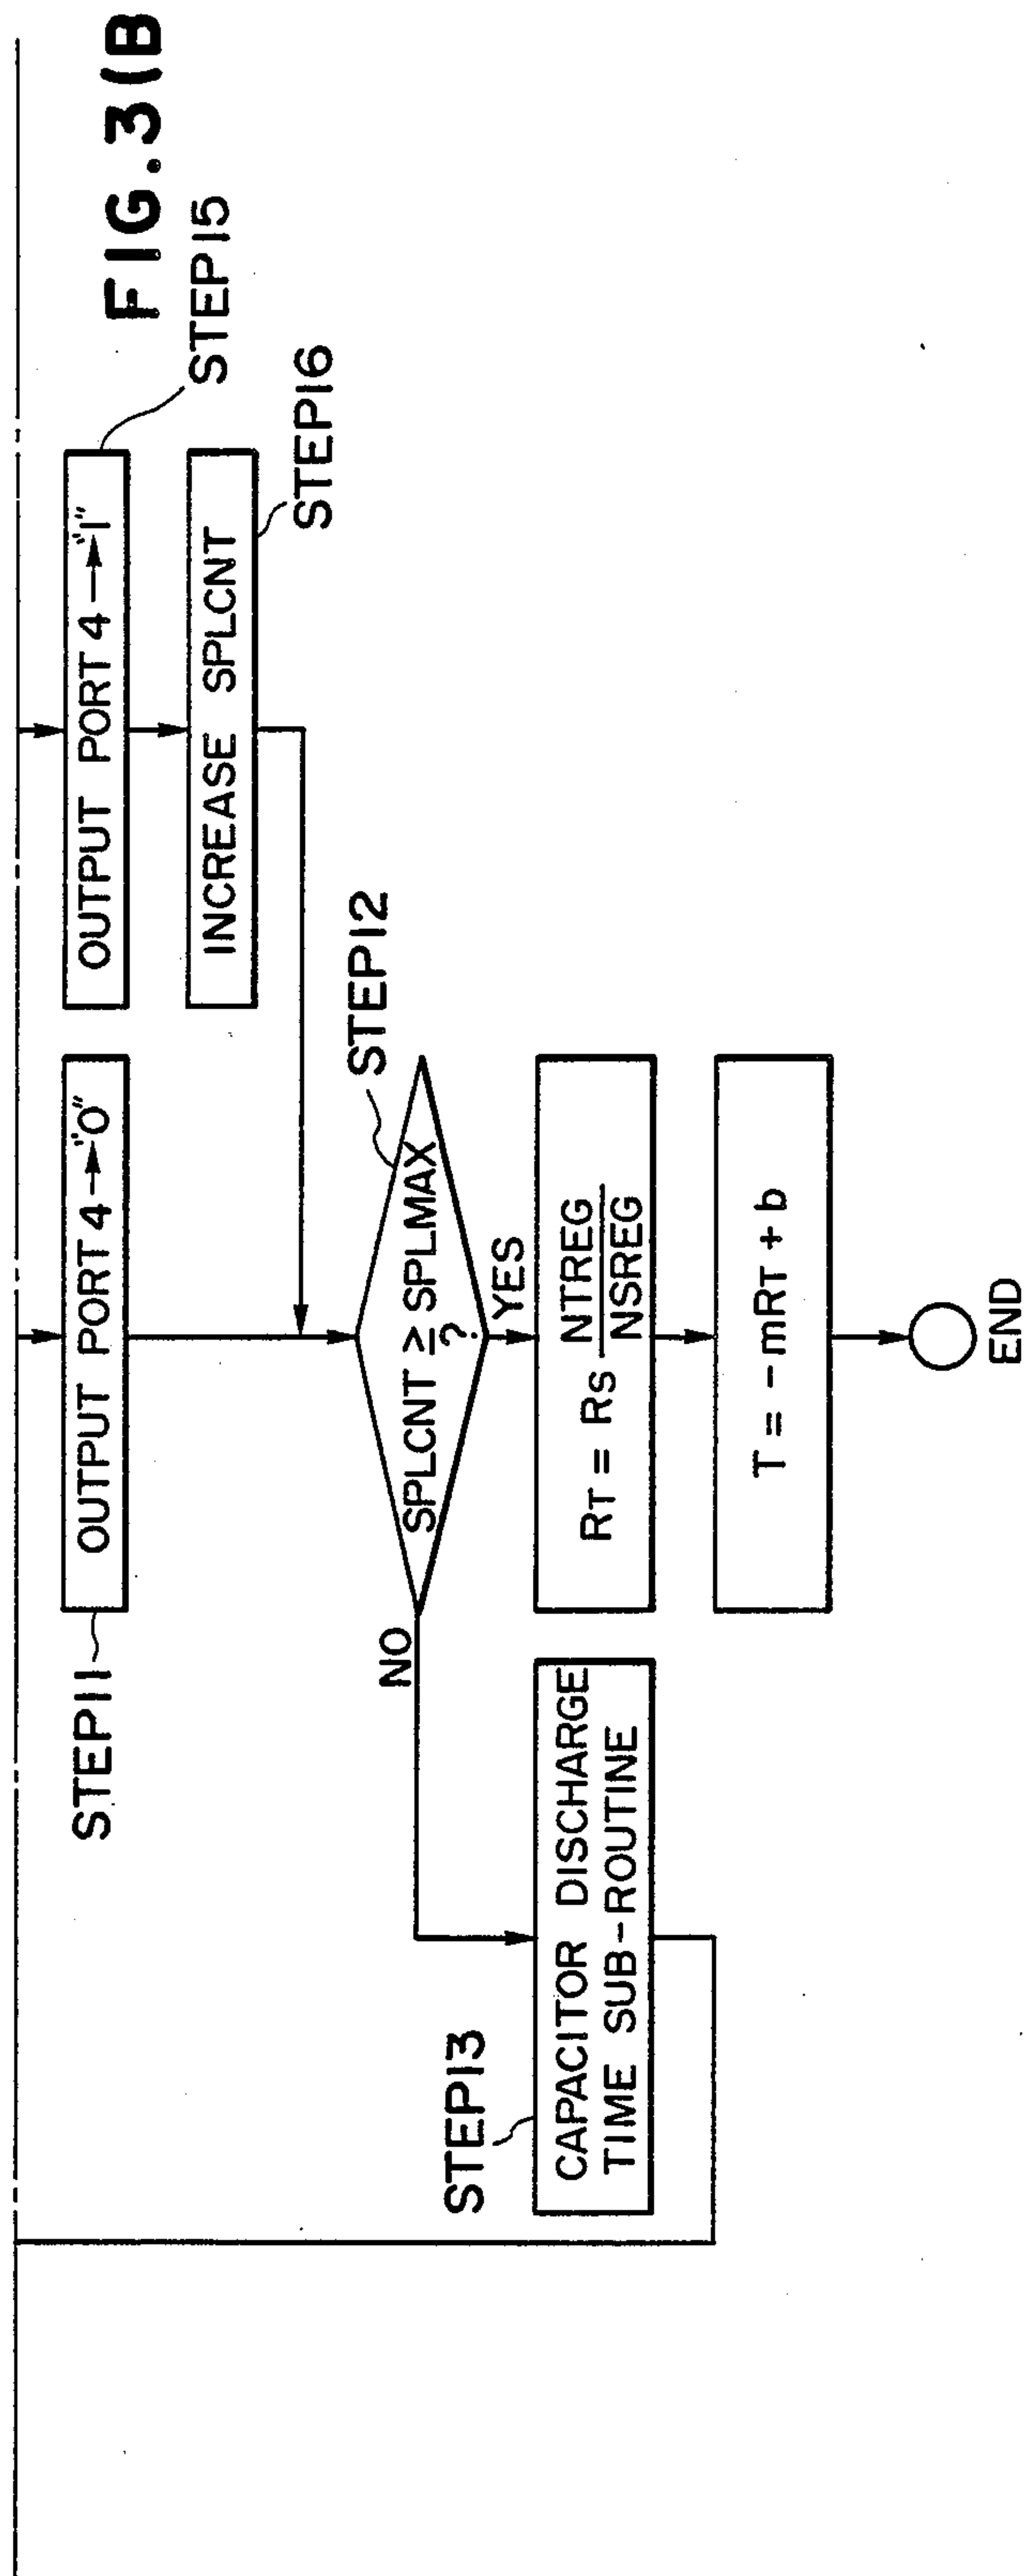 FIG.3(B
STEP11
OUTPUT PORT 4→"0"
OUTPUT PORT 4→"1"
STEP15
INCREASE SPLCNT
STEP16
STEP12
SPLCNT ≥ SPLMAX
?
NO
YES
STEP13
CAPACITOR DISCHARGE
TIME SUB-ROUTINE
RT = RS NTREG
NSREG
T = -mRT + b
END